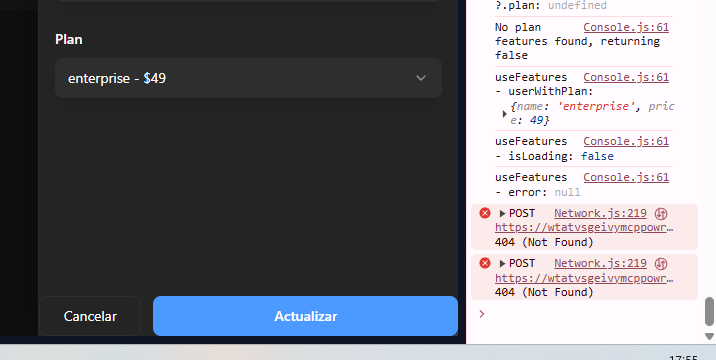 Plan
enterprise - $49
Cancelar
Actualizar
?.plan: undefined
No plan Console.js:61
features found, returning
false
useFeatures Console.js:61
- userWithPlan:
{name: 'enterprise', pric
e: 49}
useFeatures Console.js:61
- isLoading: false
useFeatures Console.js:61
- error: null
POST Network.js:219
https://wtatvsgeivymcppowr…
404 (Not Found)
POST Network.js:219
https://wtatvsgeivymcppowr…
404 (Not Found)
17:55